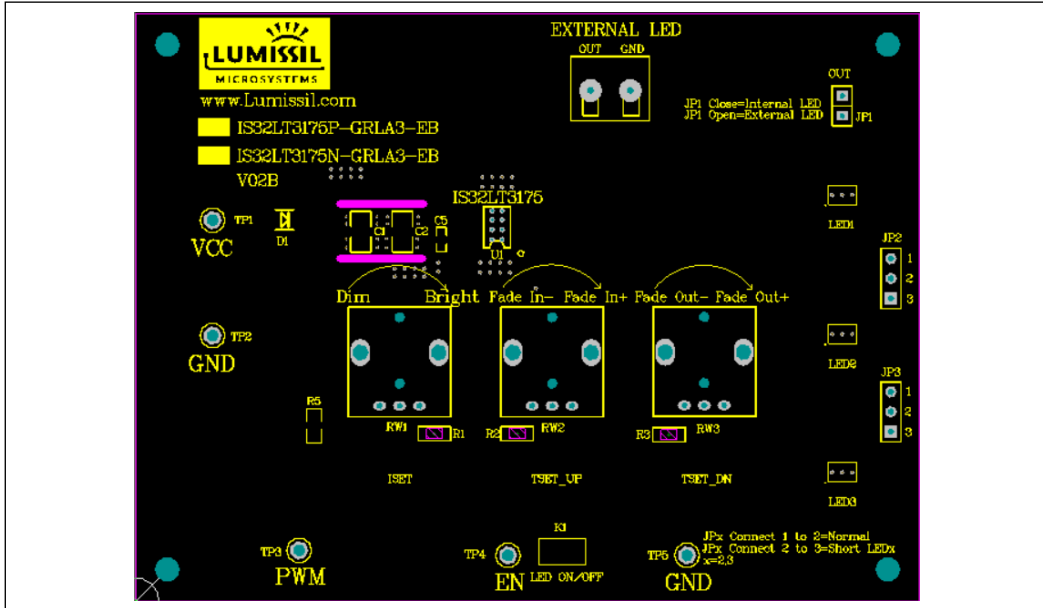 EXTERNAL LED
OUT GND
LUMISSIL
MICROSYSTEMS
www.Lumissil.com
OUT
JP1 Close=Internal LED
JP1 Open=External LED
JP1
IS32LT3175P-GRLA3-EB
IS32LT3175N-GRLA3-EB
V02B
IS32LT3175
TP1
VCC
D1
C1
C2
C5
U1
LED1
JP2
1
2
3
Dim Bright
Fade In- Fade In+
Fade Out- Fade Out+
TP2
GND
LED2
JP3
1
2
3
R5
RW1
R1
R2
RW2
R3
RW3
ISET
TSET_UP
TSET_DN
LED3
TP3
PWM
TP4
EN
K1
LED ON/OFF
TP5
GND
JPx Connect 1 to 2=Normal
JPx Connect 2 to 3=Short LEDx
x=2,3